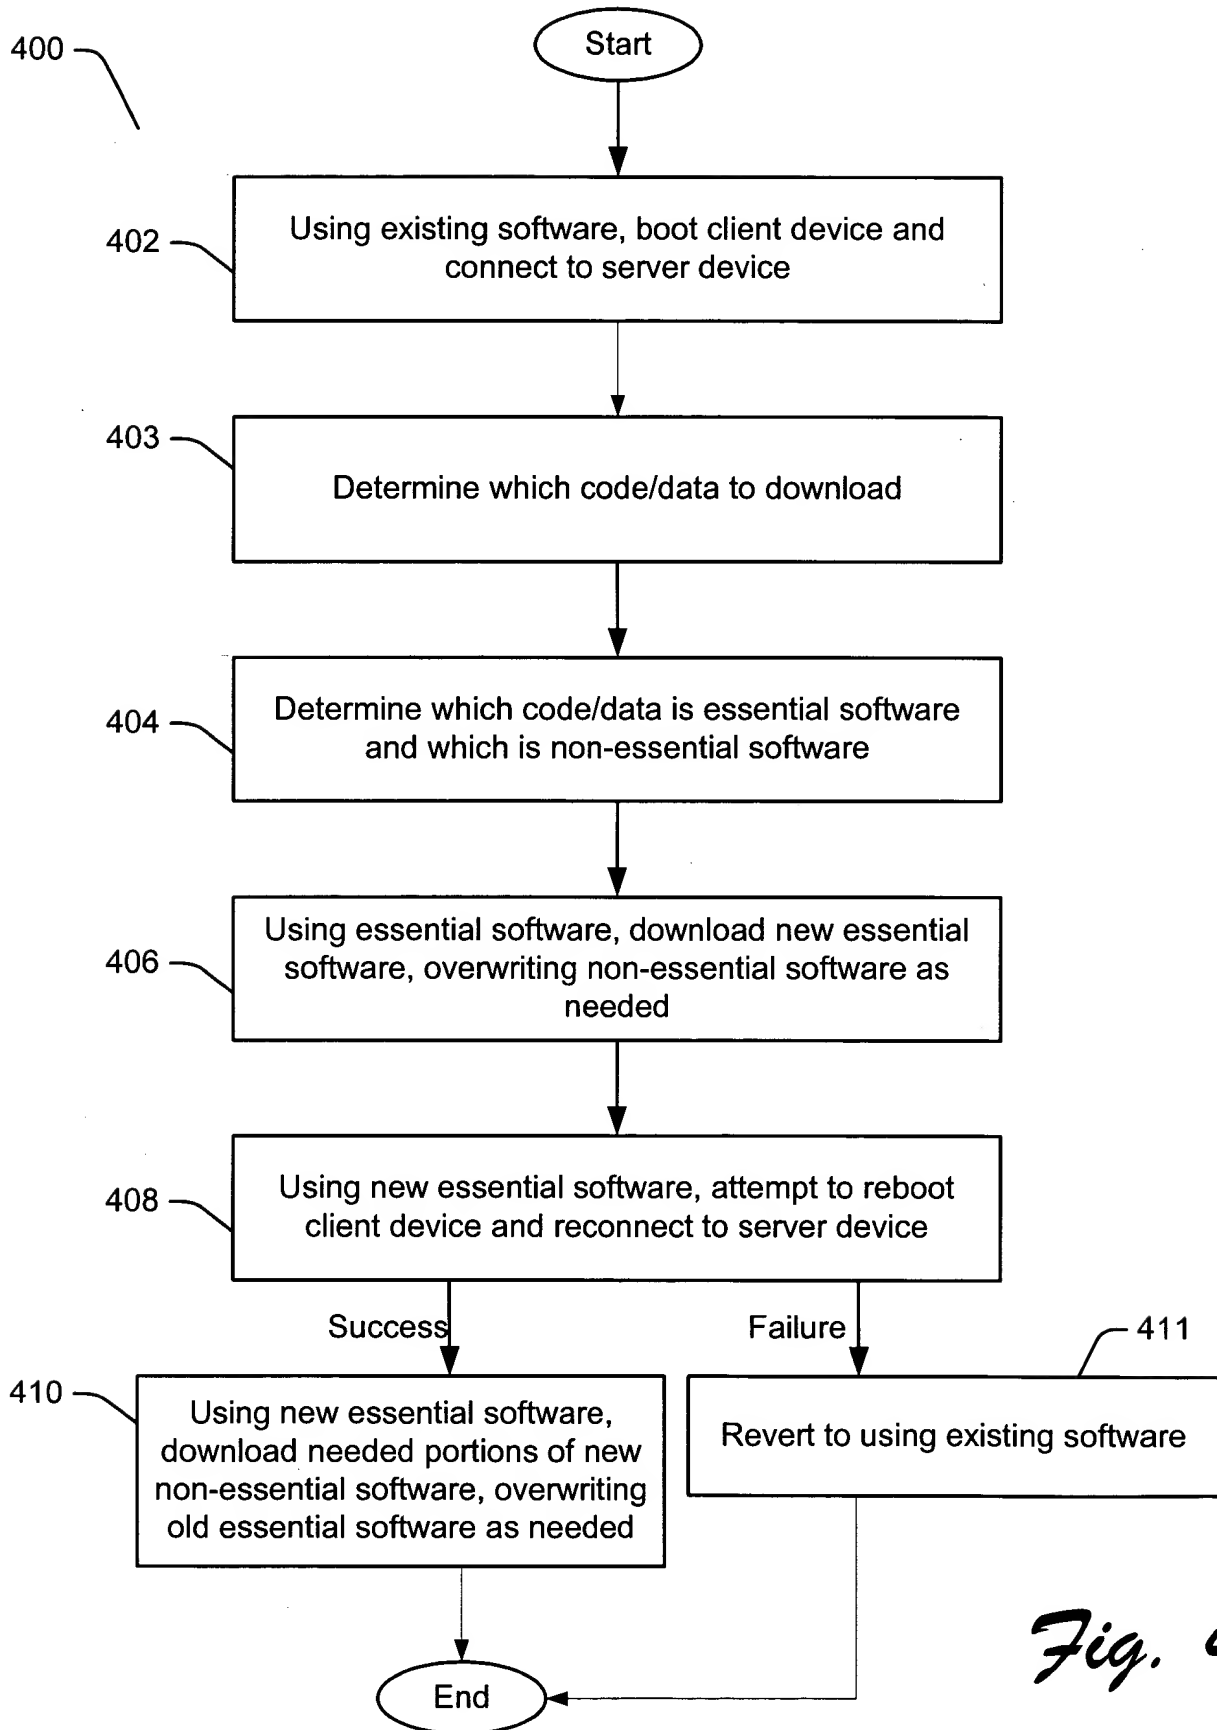 400
Start
402
Using existing software, boot client device and
connect to server device
403
Determine which code/data to download
404
Determine which code/data is essential software
and which is non-essential software
406
Using essential software, download new essential
software, overwriting non-essential software as
needed
408
Using new essential software, attempt to reboot
client device and reconnect to server device
Success
Failure
411
410
Using new essential software,
download needed portions of new
non-essential software, overwriting
old essential software as needed
Revert to using existing software
Fig.
End